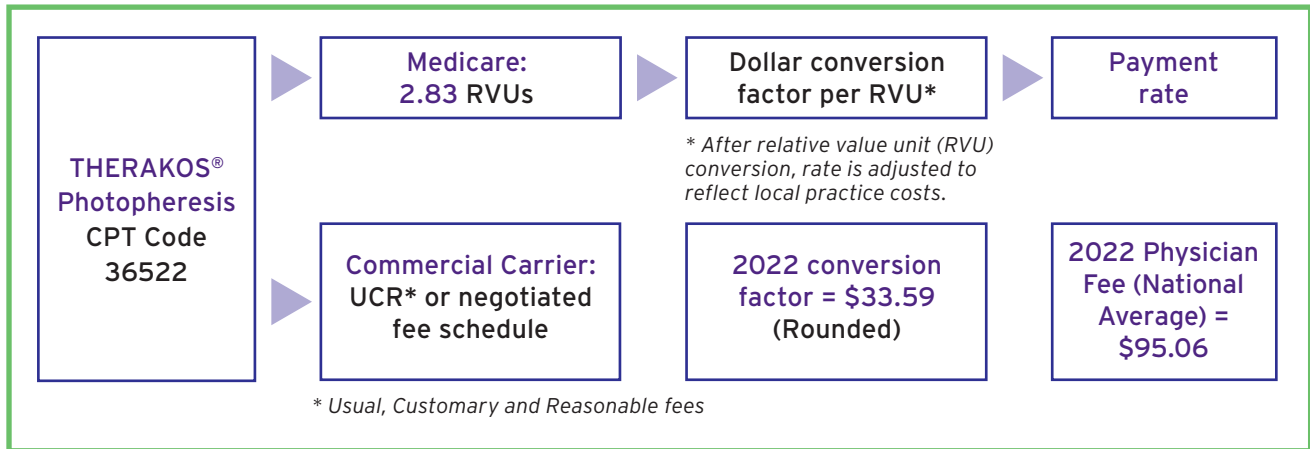 THERAKOS®
Photopheresis
CPT Code
36522
Medicare:
2.83 RVUs
Dollar conversion
factor per RVU*
Payment
rate
* After relative value unit (RVU)
conversion, rate is adjusted to
reflect local practice costs.
Commercial Carrier:
UCR* or negotiated
fee schedule
2022 conversion
factor = $33.59
(Rounded)
2022 Physician
Fee (National
Average) =
$95.06
* Usual, Customary and Reasonable fees